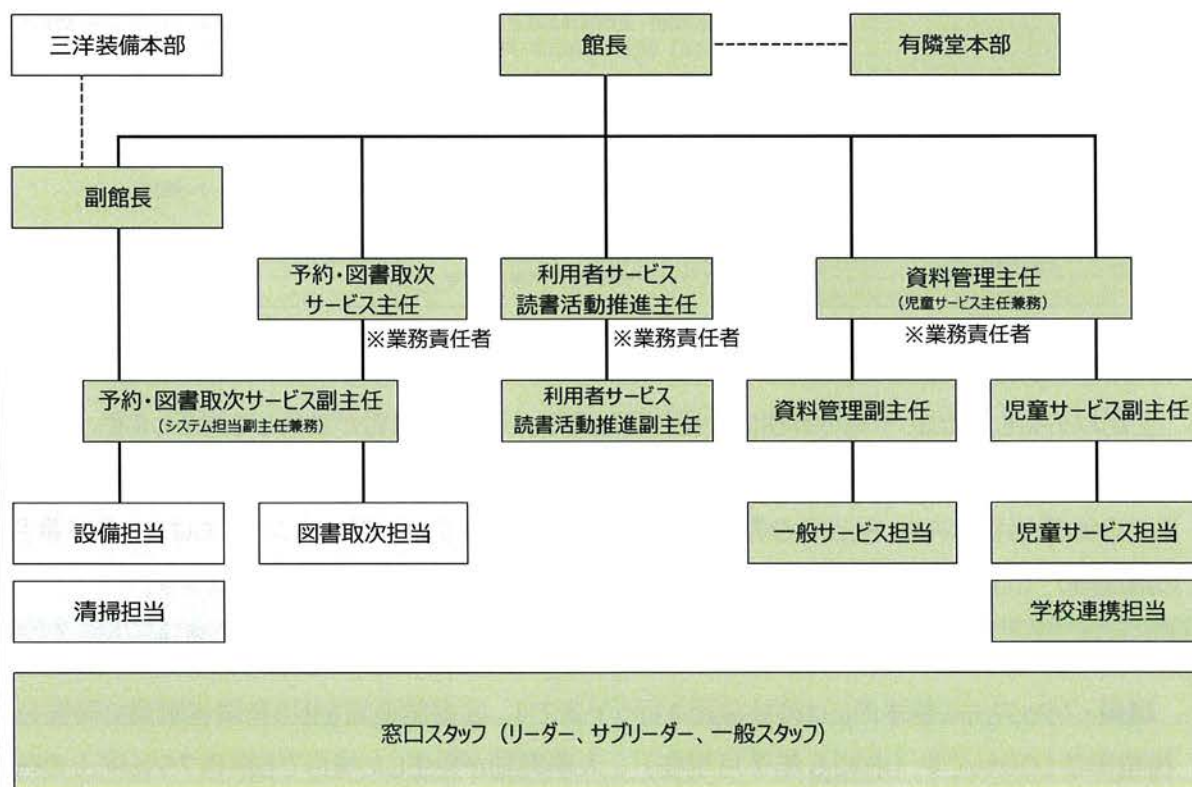 三洋装備本部
館長
有隣堂本部
副館長
予約・図書取次
サービス主任
※業務責任者
利用者サービス
読書活動推進主任
※業務責任者
資料管理主任
(児童サービス主任兼務)
※業務責任者
予約・図書取次サービス副主任
(システム担当副主任兼務)
利用者サービス
読書活動推進副主任
資料管理副主任
児童サービス副主任
設備担当
図書取次担当
一般サービス担当
児童サービス担当
清掃担当
学校連携担当
窓口スタッフ(リーダー、サブリーダー、一般スタッフ)